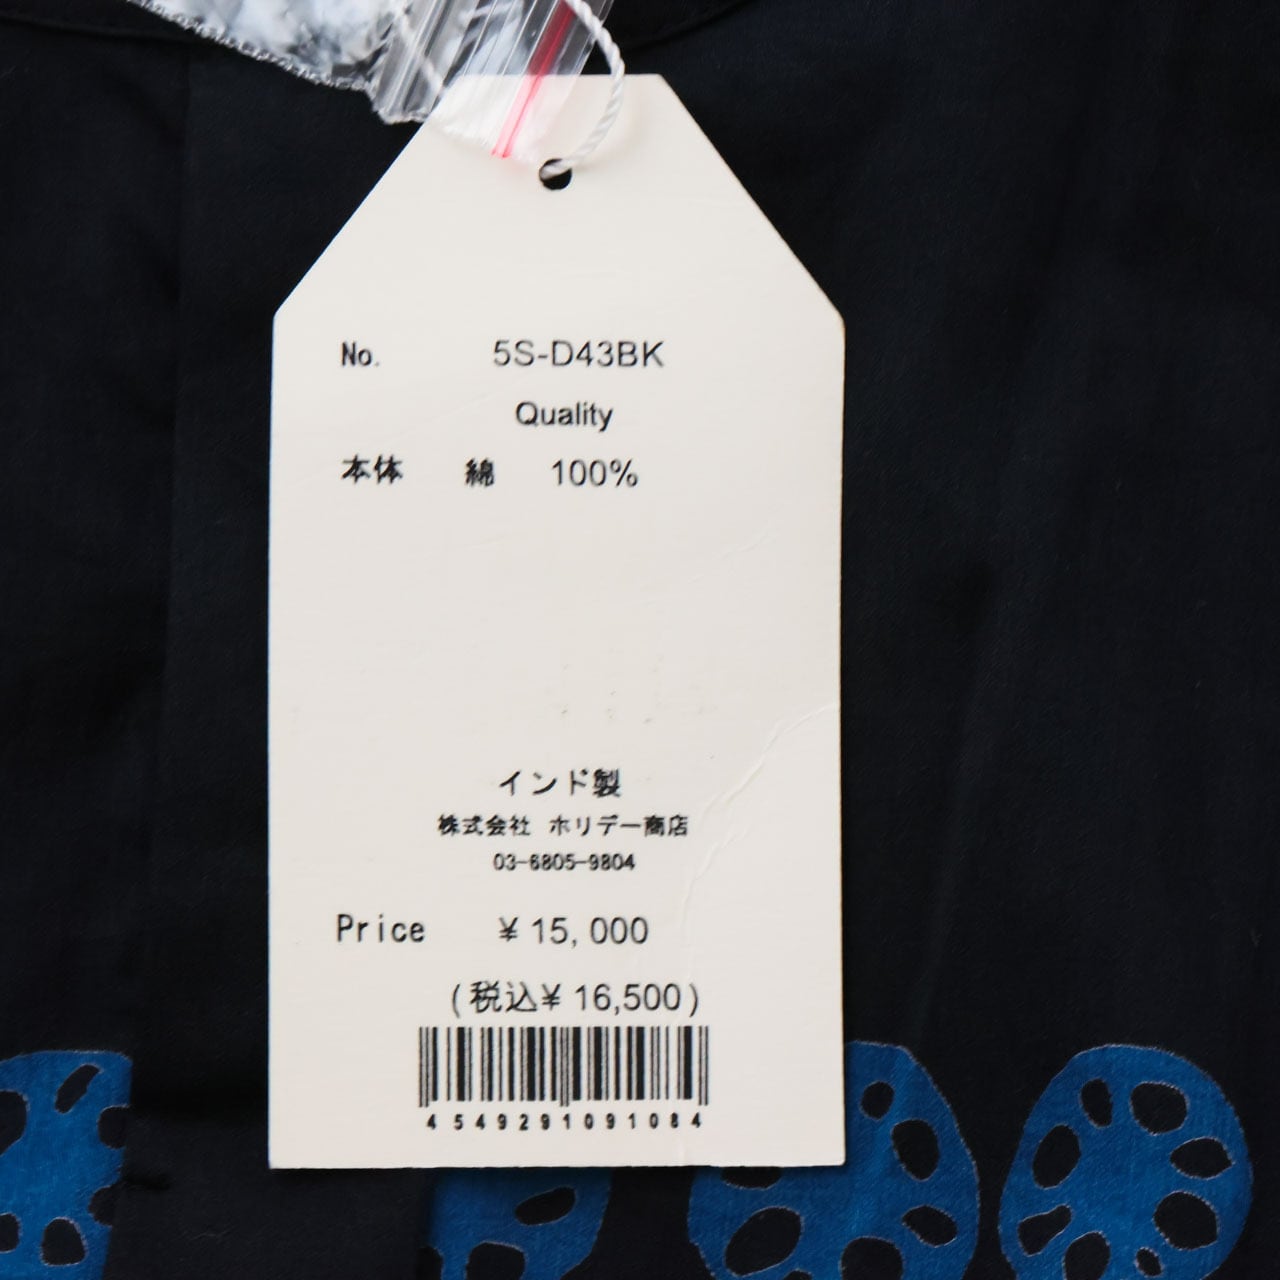 No. 5S-D43BK
Quality
本体 綿 100%
インド製
株式会社 ホリデー商店
03-6805-9804
Price ¥ 15,000
(税込¥ 16,500)
4549291091084